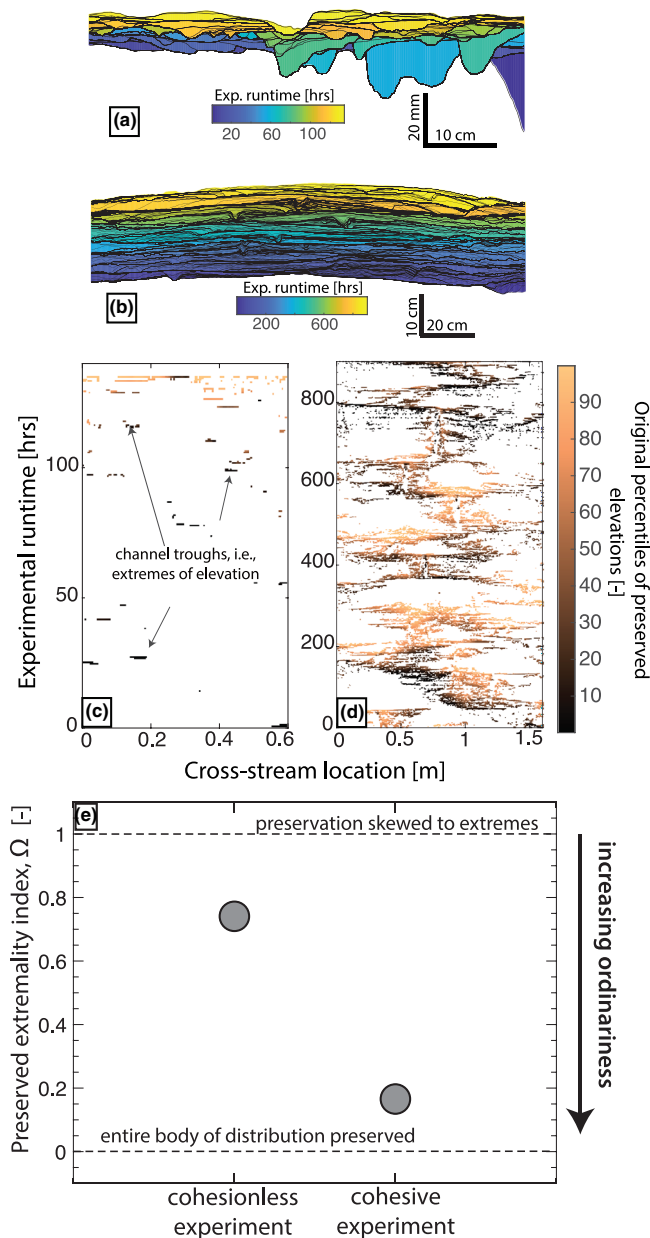 (a)
Exp. runtime [hrs]
20 60 100
20 mm
10 cm
(b)
Exp. runtime [hrs]
200 600
10 cm
20 cm
Experimental runtime [hrs]
100
50
0
channel troughs, i.e.,
extremes of elevation
(c)
0 0.2 0.4 0.6
800
600
400
200
0
(d)
0 0.5 1 1.5
Cross-stream location [m]
90
80
70
60
50
40
30
20
10
Original percentiles of preserved
elevations [-]
(e)
Preserved extremality index, Ω [-]
1
0.8
0.6
0.4
0.2
0
preservation skewed to extremes
entire body of distribution preserved
increasing ordinariness
cohesionless
experiment
cohesive
experiment